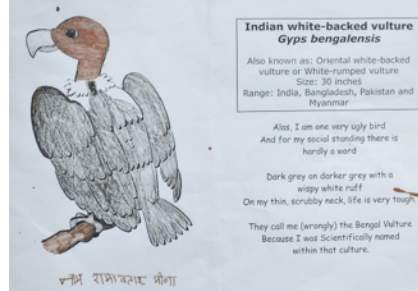 Indian white-backed vulture
Gyps bengalensis
Also known as: Oriental white-backed
vulture or White-rumped vulture
Size: 30 inches
Range: India, Bangladesh, Pakistan and
Myanmar
Alas, I am one very ugly bird
And for my social standing there is
hardly a word
Dark grey on darker grey with a
wispy white ruff
On my thin, scrubby neck, life is very tough
They call me (wrongly) the Bengal Vulture
Because I was Scientifically named
within that culture.